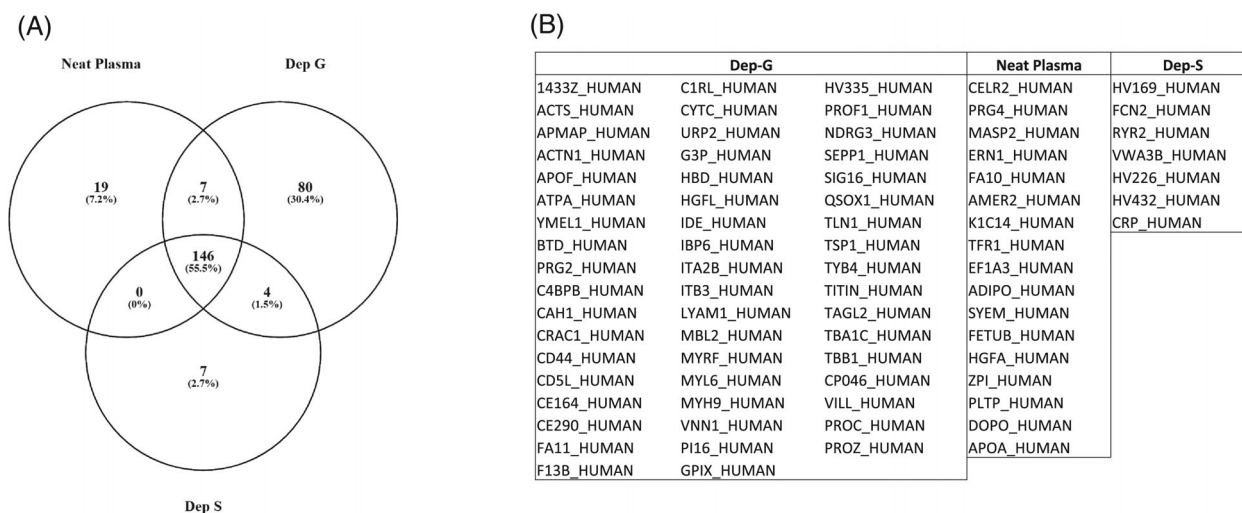 (A)
Neat Plasma
Dep G
19
(7.2%)
7
(2.7%)
80
(30.4%)
146
(55.5%)
0
(0%)
4
(1.5%)
7
(2.7%)
Dep S
(B)
Dep-G Neat Plasma Dep-S
1433Z_HUMAN C1RL_HUMAN HV335_HUMAN CELR2_HUMAN HV169_HUMAN
ACTS_HUMAN CYTC_HUMAN PROF1_HUMAN PRG4_HUMAN FCN2_HUMAN
APMAP_HUMAN URP2_HUMAN NDRG3_HUMAN MASP2_HUMAN RYR2_HUMAN
ACTN1_HUMAN G3P_HUMAN SEPP1_HUMAN ERN1_HUMAN VWA3B_HUMAN
APOF_HUMAN HBD_HUMAN SIG16_HUMAN FA10_HUMAN HV226_HUMAN
ATPA_HUMAN HGFL_HUMAN QSOX1_HUMAN AMER2_HUMAN HV432_HUMAN
YMEL1_HUMAN IDE_HUMAN TLN1_HUMAN K1C14_HUMAN CRP_HUMAN
BTD_HUMAN IBP6_HUMAN TSP1_HUMAN TFR1_HUMAN
PRG2_HUMAN ITA2B_HUMAN TYB4_HUMAN EF1A3_HUMAN
C4BPB_HUMAN ITB3_HUMAN TITIN_HUMAN ADIPO_HUMAN
CAH1_HUMAN LYAM1_HUMAN TAGL2_HUMAN SYEM_HUMAN
CRAC1_HUMAN MBL2_HUMAN TBA1C_HUMAN FETUB_HUMAN
CD44_HUMAN MYRF_HUMAN TBB1_HUMAN HGFA_HUMAN
CD5L_HUMAN MYL6_HUMAN CP046_HUMAN ZPI_HUMAN
CE164_HUMAN MYH9_HUMAN VILL_HUMAN PLTP_HUMAN
CE290_HUMAN VNN1_HUMAN PROC_HUMAN DOPO_HUMAN
FA11_HUMAN PI16_HUMAN PROZ_HUMAN APOA_HUMAN
F13B_HUMAN GPIX_HUMAN